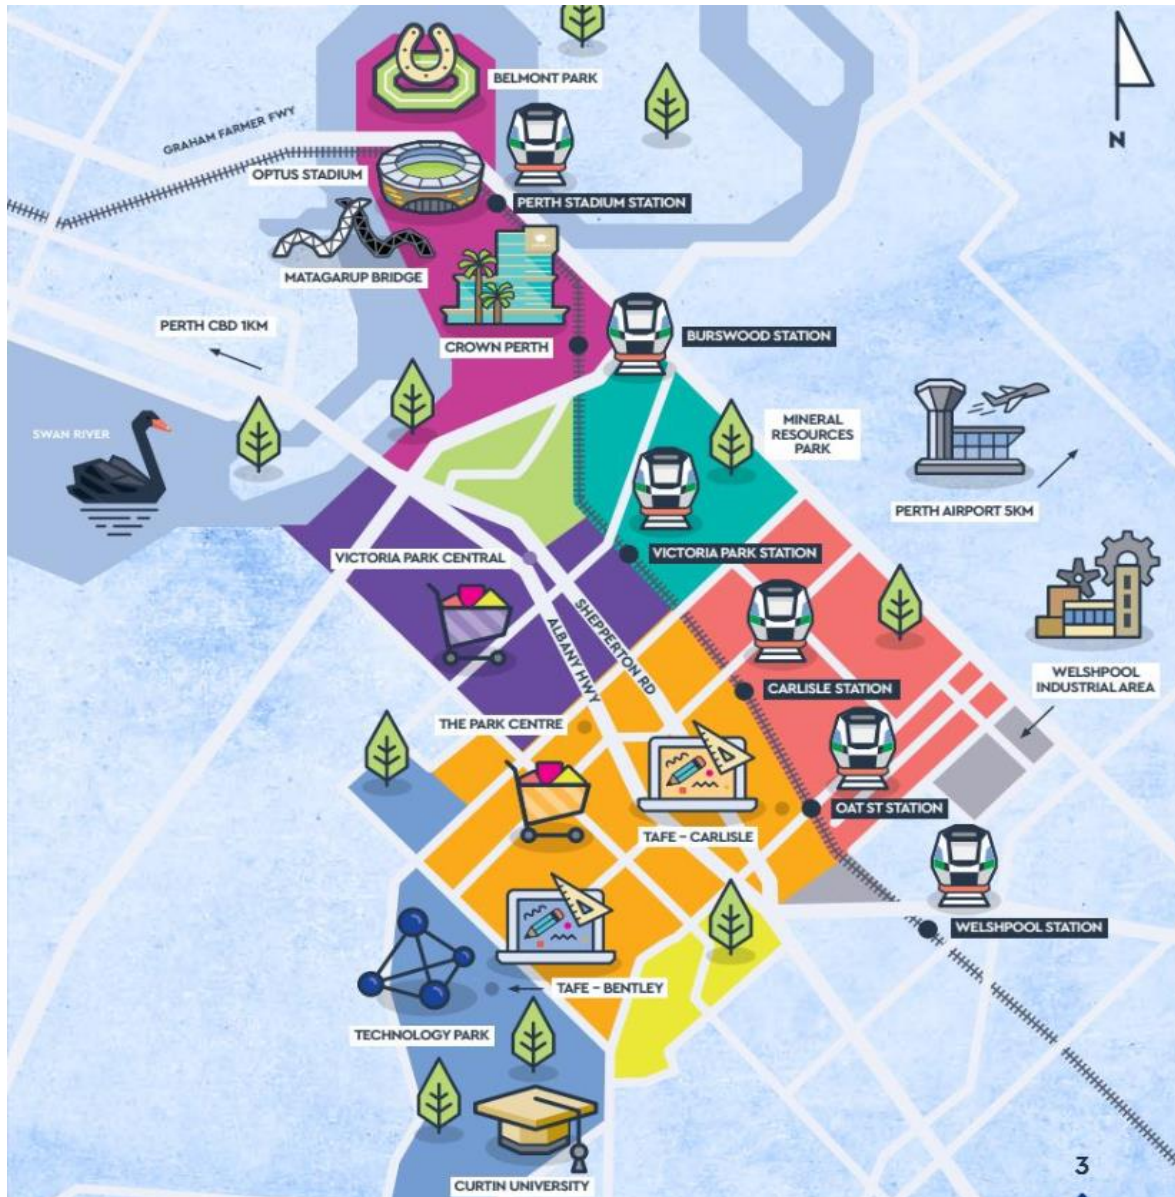 BELMONT PARK
GRAHAM FARMER FWY
N
OPTUS STADIUM
PERTH STADIUM STATION
MATAGARUP BRIDGE
PERTH CBD 1KM
CROWN PERTH
BURSWOOD STATION
SWAN RIVER
MINERAL
RESOURCES
PARK
PERTH AIRPORT 5KM
VICTORIA PARK CENTRAL
VICTORIA PARK STATION
SHEPPERTON RD
ALBANY HWY
WELSHPOOL
INDUSTRIAL AREA
CARLISLE STATION
THE PARK CENTRE
OAT ST STATION
TAFE – CARLISLE
WELSHPOOL STATION
TAFE – BENTLEY
TECHNOLOGY PARK
CURTIN UNIVERSITY
3